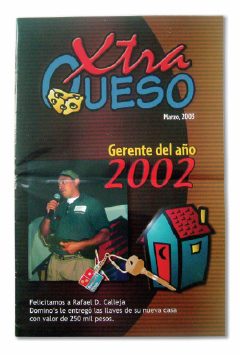 Xtra
QUESO
Marzo, 2003
Gerente del año
2002
Felicitamos a Rafael D. Calleja
Domino's le entregó las llaves de su nueva casa
con valor de 250 mil pesos.